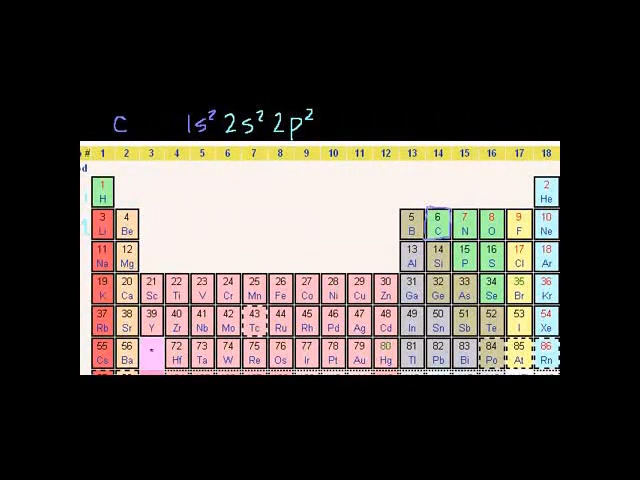 C 1s² 2s² 2p²
# 1 2 3 4 5 6 7 8 9 10 11 12 13 14 15 16 17 18
d
1 2
H He
3 4 5 6 7 8 9 10
Li Be B C N O F Ne
11 12 13 14 15 16 17 18
Na Mg Al Si P S Cl Ar
19 20 21 22 23 24 25 26 27 28 29 30 31 32 33 34 35 36
K Ca Sc Ti V Cr Mn Fe Co Ni Cu Zn Ga Ge As Se Br Kr
37 38 39 40 41 42 43 44 45 46 47 48 49 50 51 52 53 54
Rb Sr Y Zr Nb Mo Tc Ru Rh Pd Ag Cd In Sn Sb Te I Xe
55 56 * 72 73 74 75 76 77 78 79 80 81 82 83 84 85 86
Cs Ba Hf Ta W Re Os Ir Pt Au Hg Tl Pb Bi Po At Rn